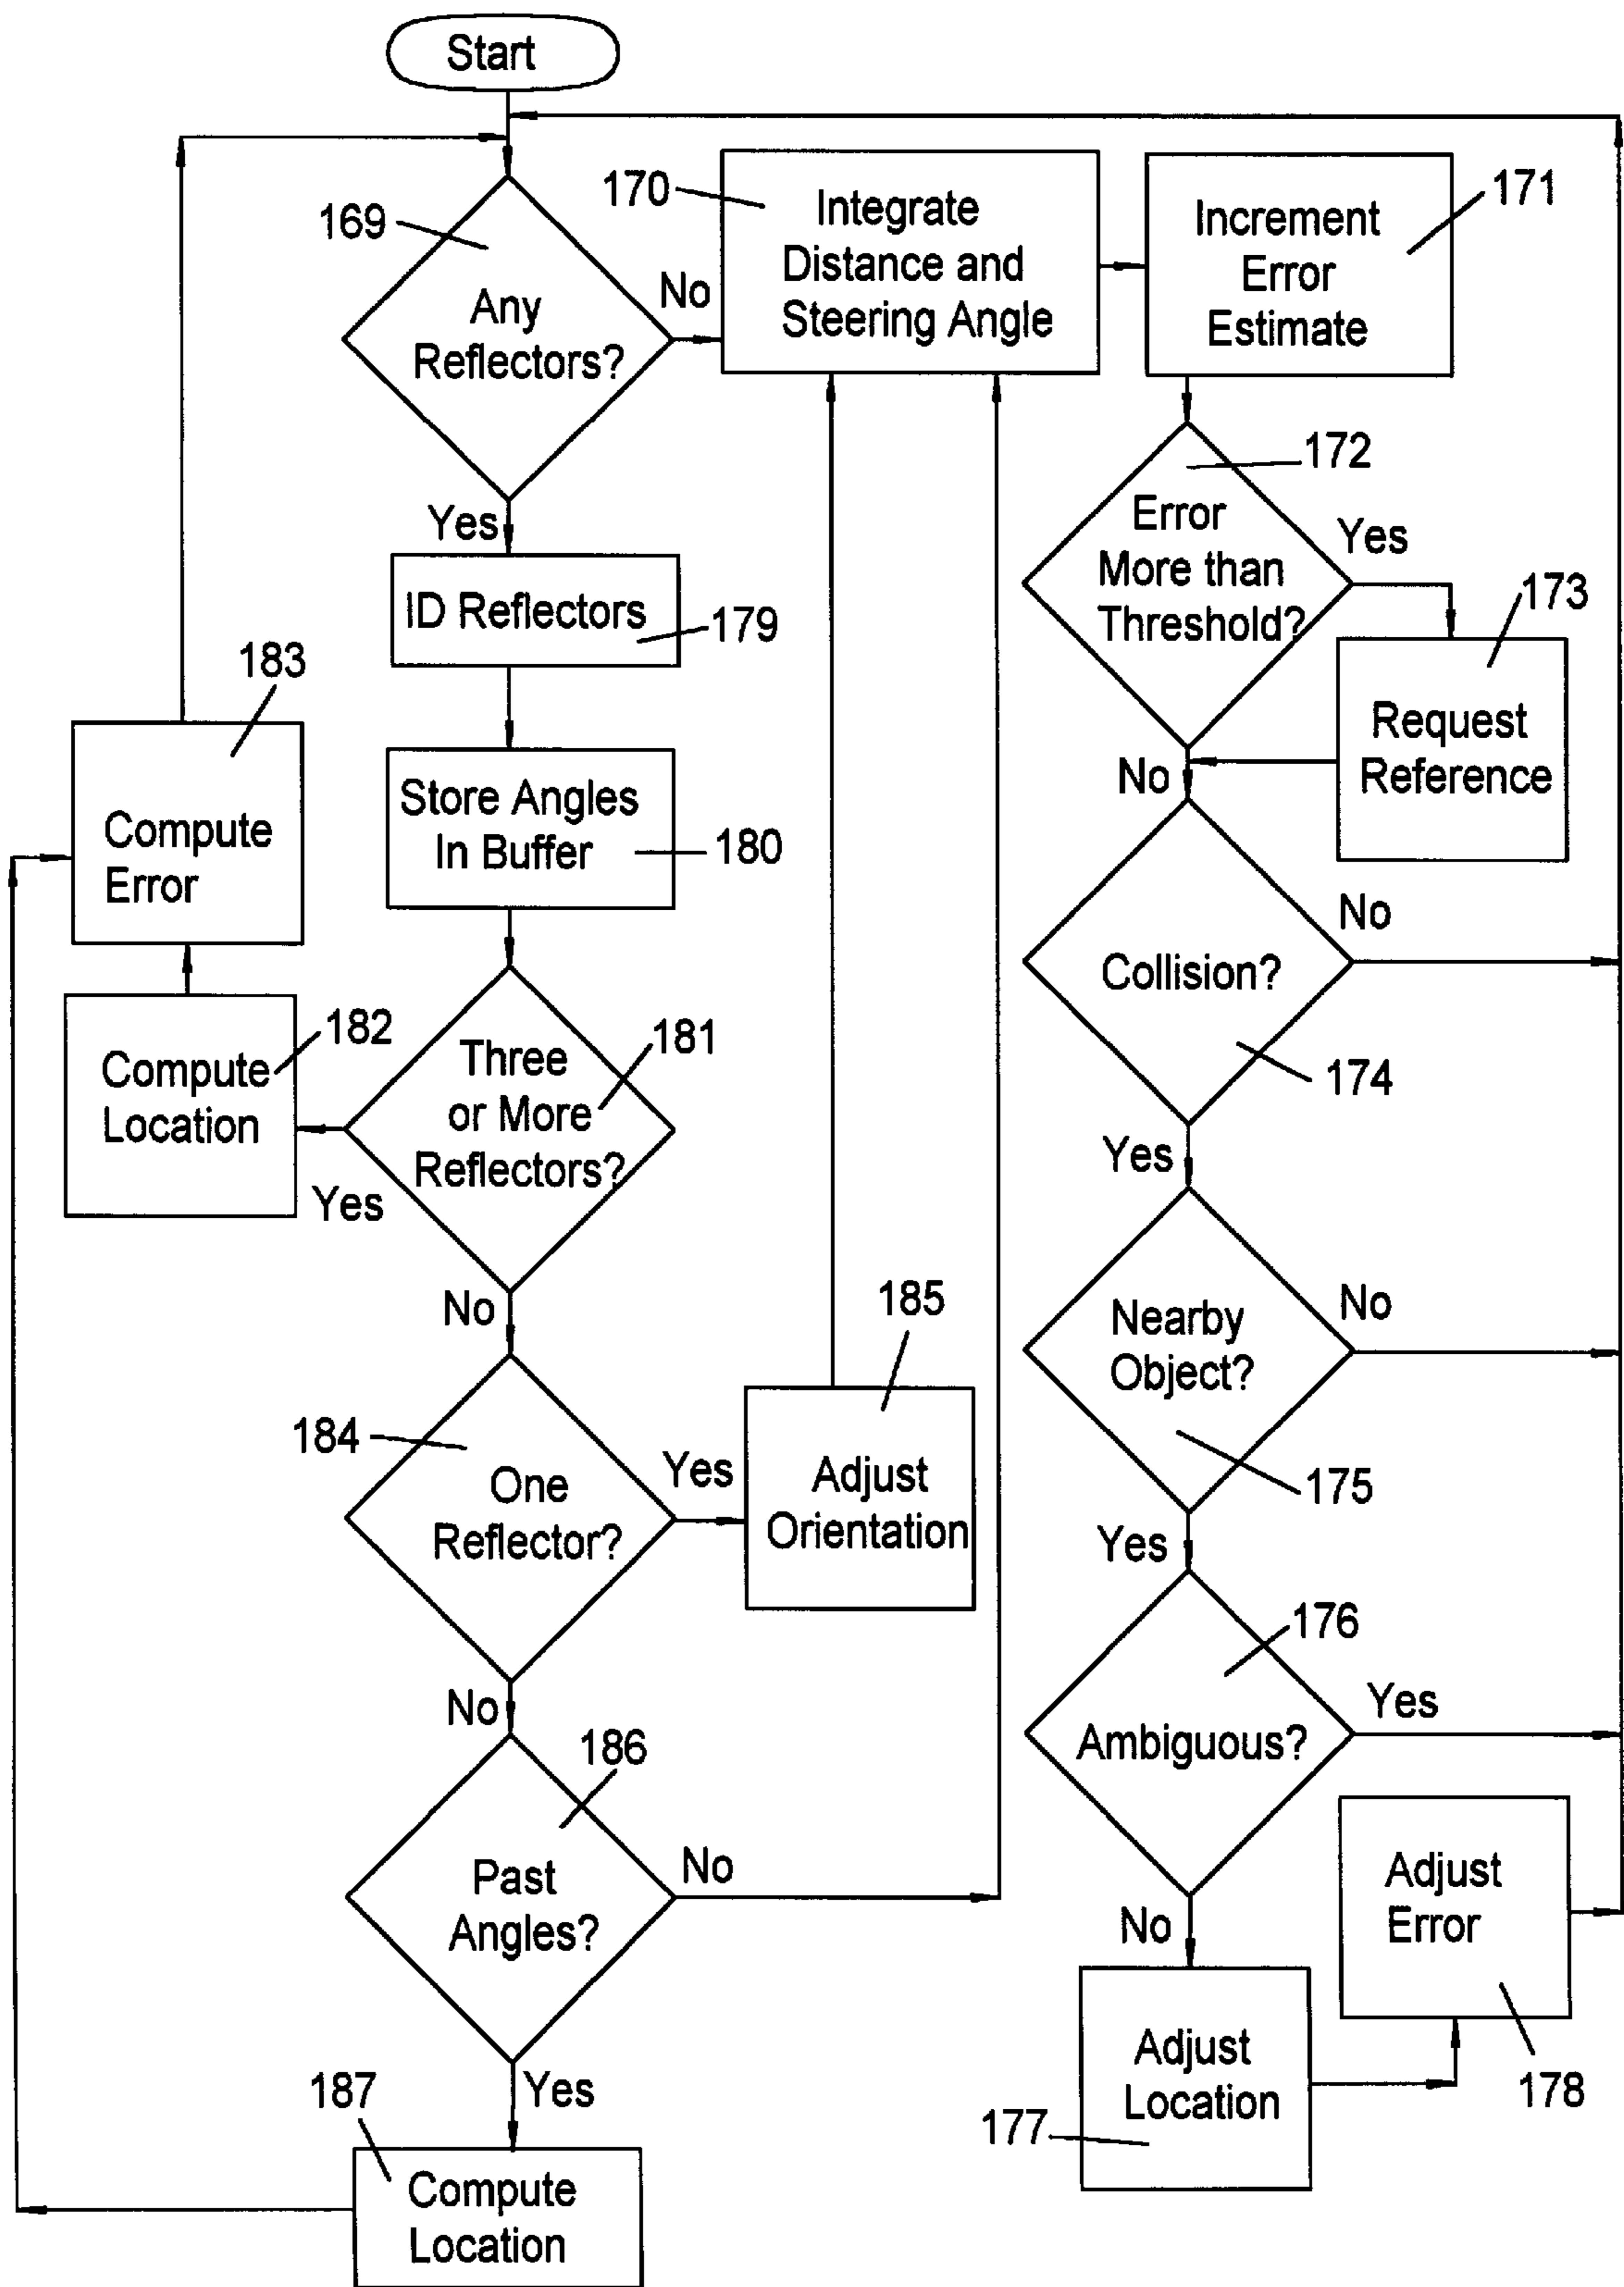 Start
169
Any
Reflectors?
No
Yes
170
Integrate
Distance and
Steering Angle
171
Increment
Error
Estimate
172
Error
More than
Threshold?
Yes
No
173
Request
Reference
ID Reflectors
179
Store Angles
In Buffer
180
183
Compute
Error
182
Compute
Location
181
Three
or More
Reflectors?
Yes
No
Collision?
No
174
Yes
Nearby
Object?
No
175
Yes
184
One
Reflector?
Yes
No
185
Adjust
Orientation
176
Ambiguous?
Yes
No
186
Past
Angles?
No
Yes
187
Compute
Location
177
Adjust
Location
Adjust
Error
178